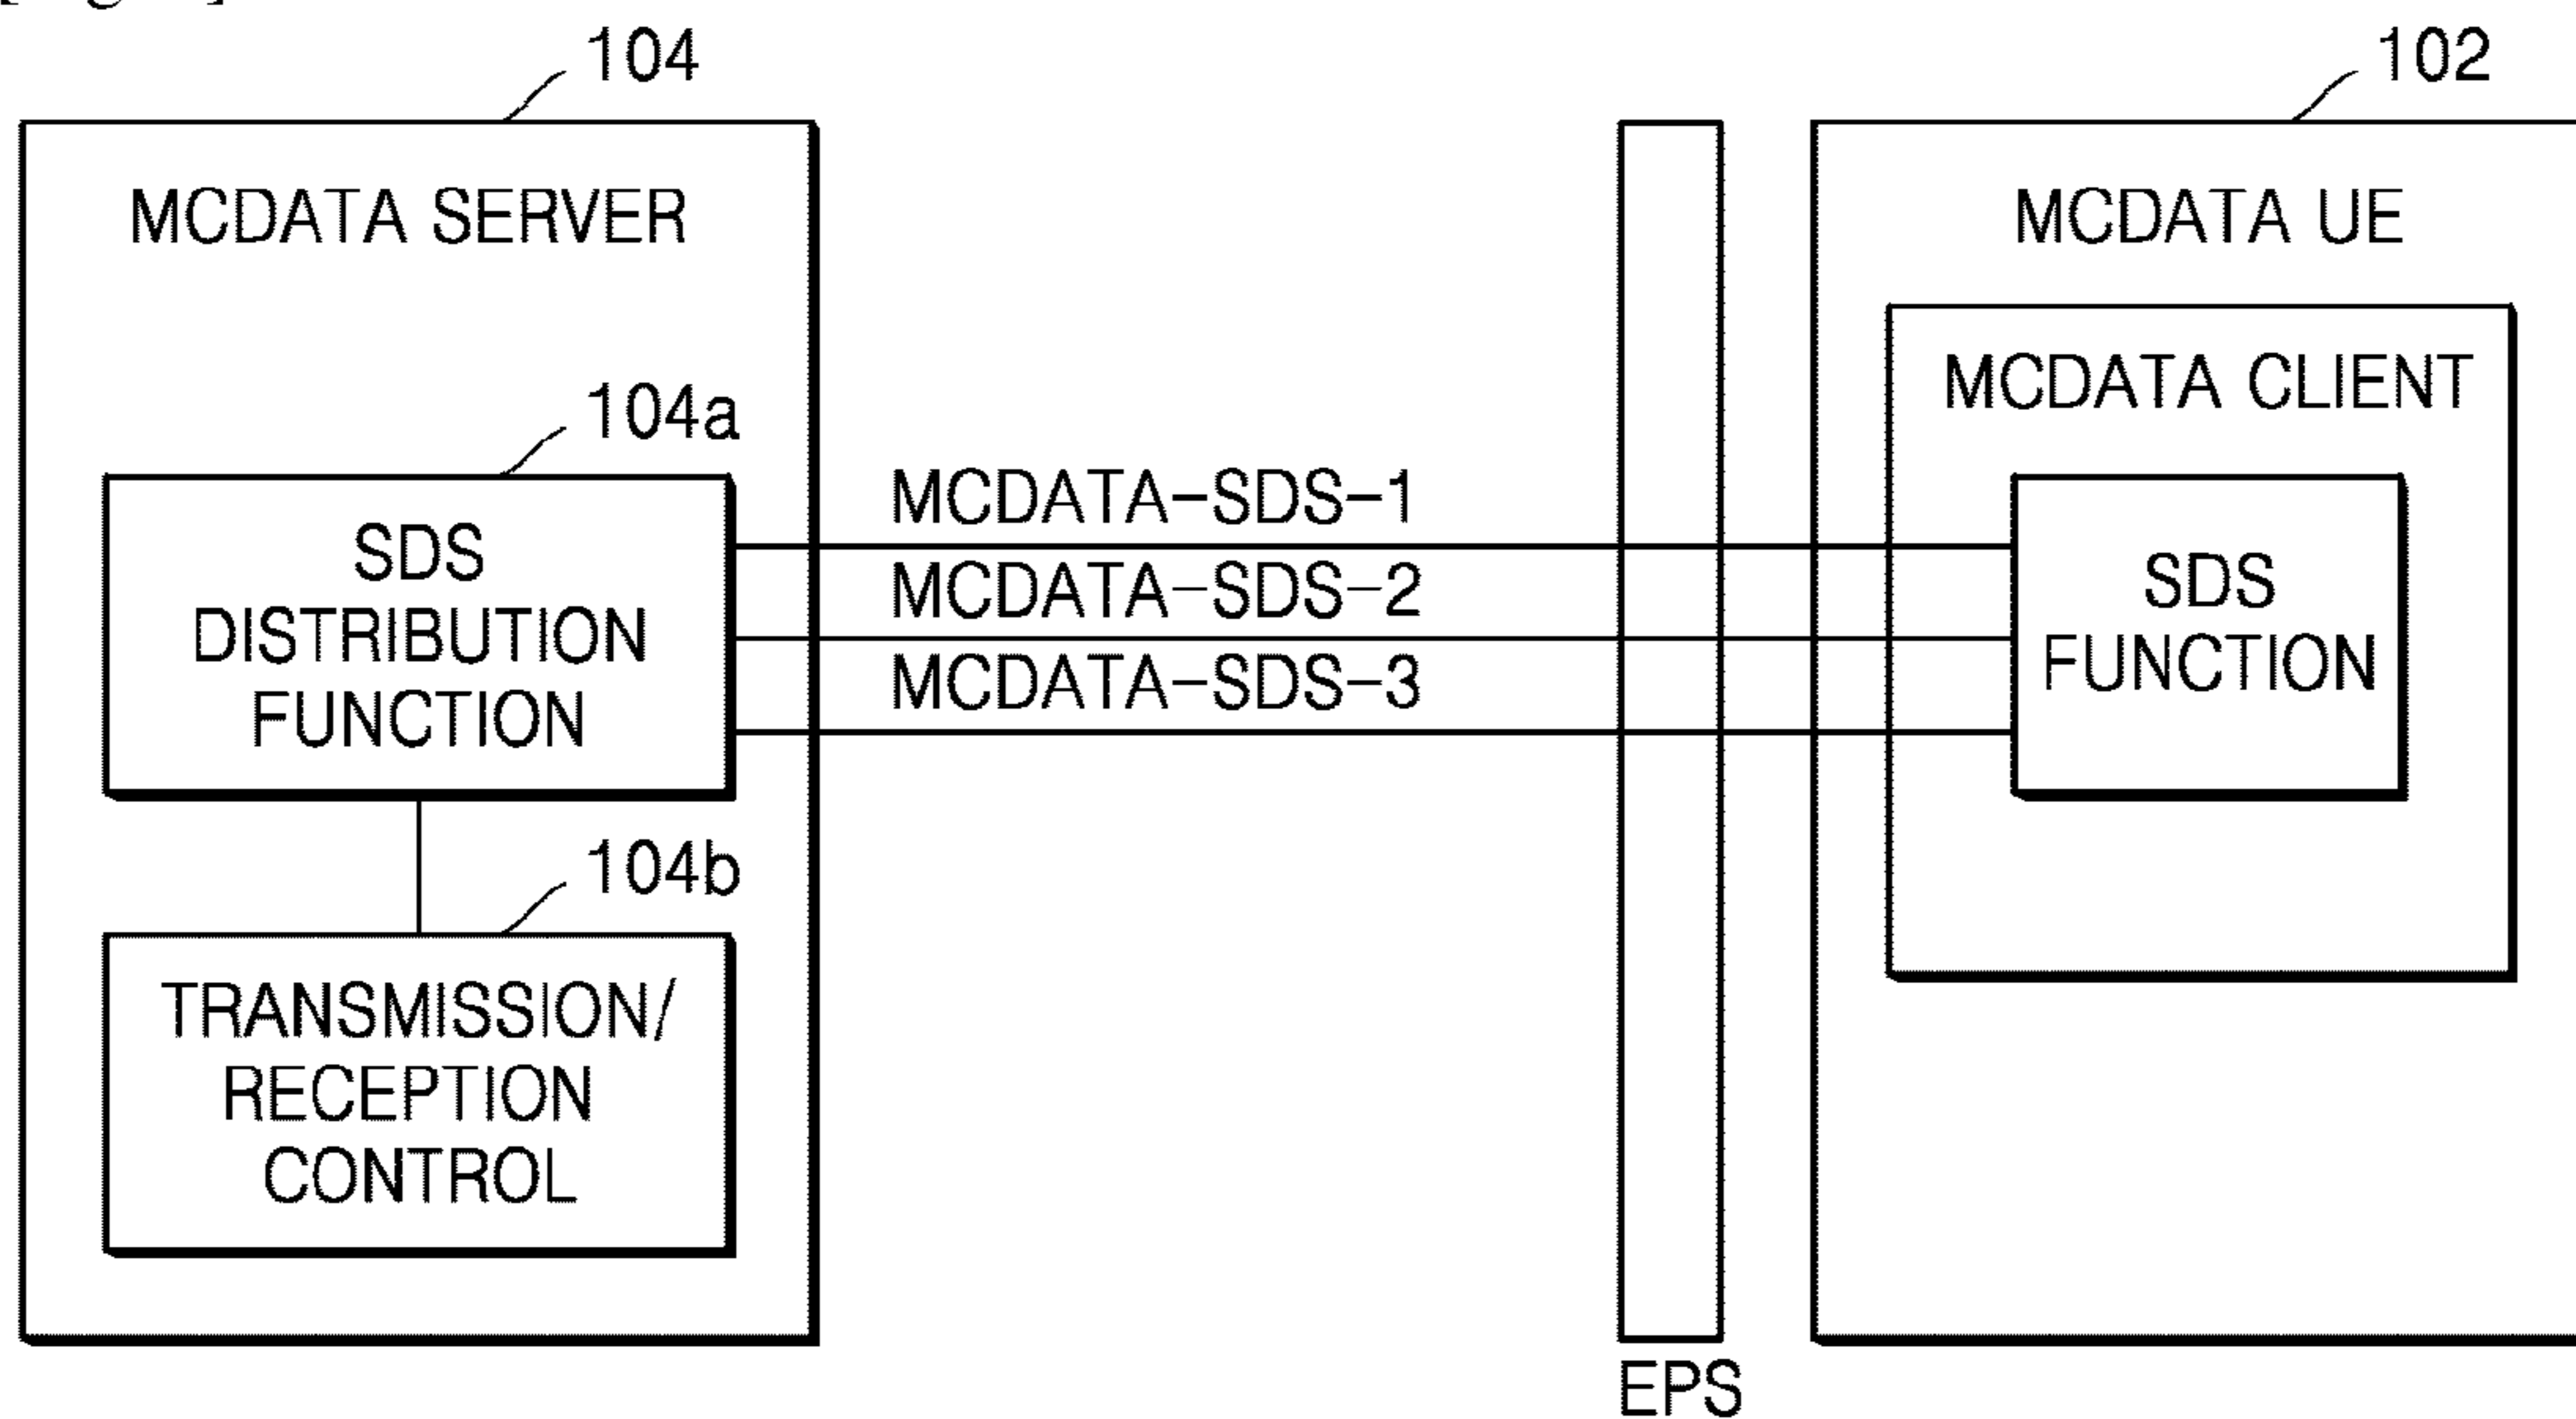 104
102
MCDATA SERVER
MCDATA UE
MCDATA CLIENT
104a
SDS
DISTRIBUTION
FUNCTION
MCDATA-SDS-1
MCDATA-SDS-2
MCDATA-SDS-3
SDS
FUNCTION
104b
TRANSMISSION/
RECEPTION
CONTROL
EPS